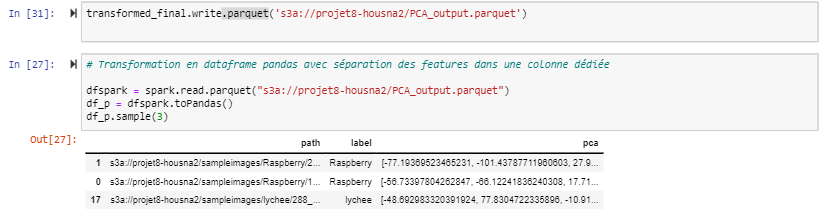 In [31]: transformed_final.write.parquet('s3a://projet8-housna2/PCA_output.parquet')
In [27]: # Transformation en dataframe pandas avec séparation des features dans une colonne dédiée
dfspark = spark.read.parquet("s3a://projet8-housna2/PCA_output.parquet")
df_p = dfspark.toPandas()
df_p.sample(3)
Out[27]:
path label pca
1 s3a://projet8-housna2/sampleimages/Raspberry/2... Raspberry [-77.19369523465231, -101.43787711960603, 27.9...
0 s3a://projet8-housna2/sampleimages/Raspberry/1... Raspberry [-56.73397804262847, -66.12241836240308, 17.71...
17 s3a://projet8-housna2/sampleimages/lychee/288_... lychee [-48.692983320391924, 77.8304722335896, -10.91...